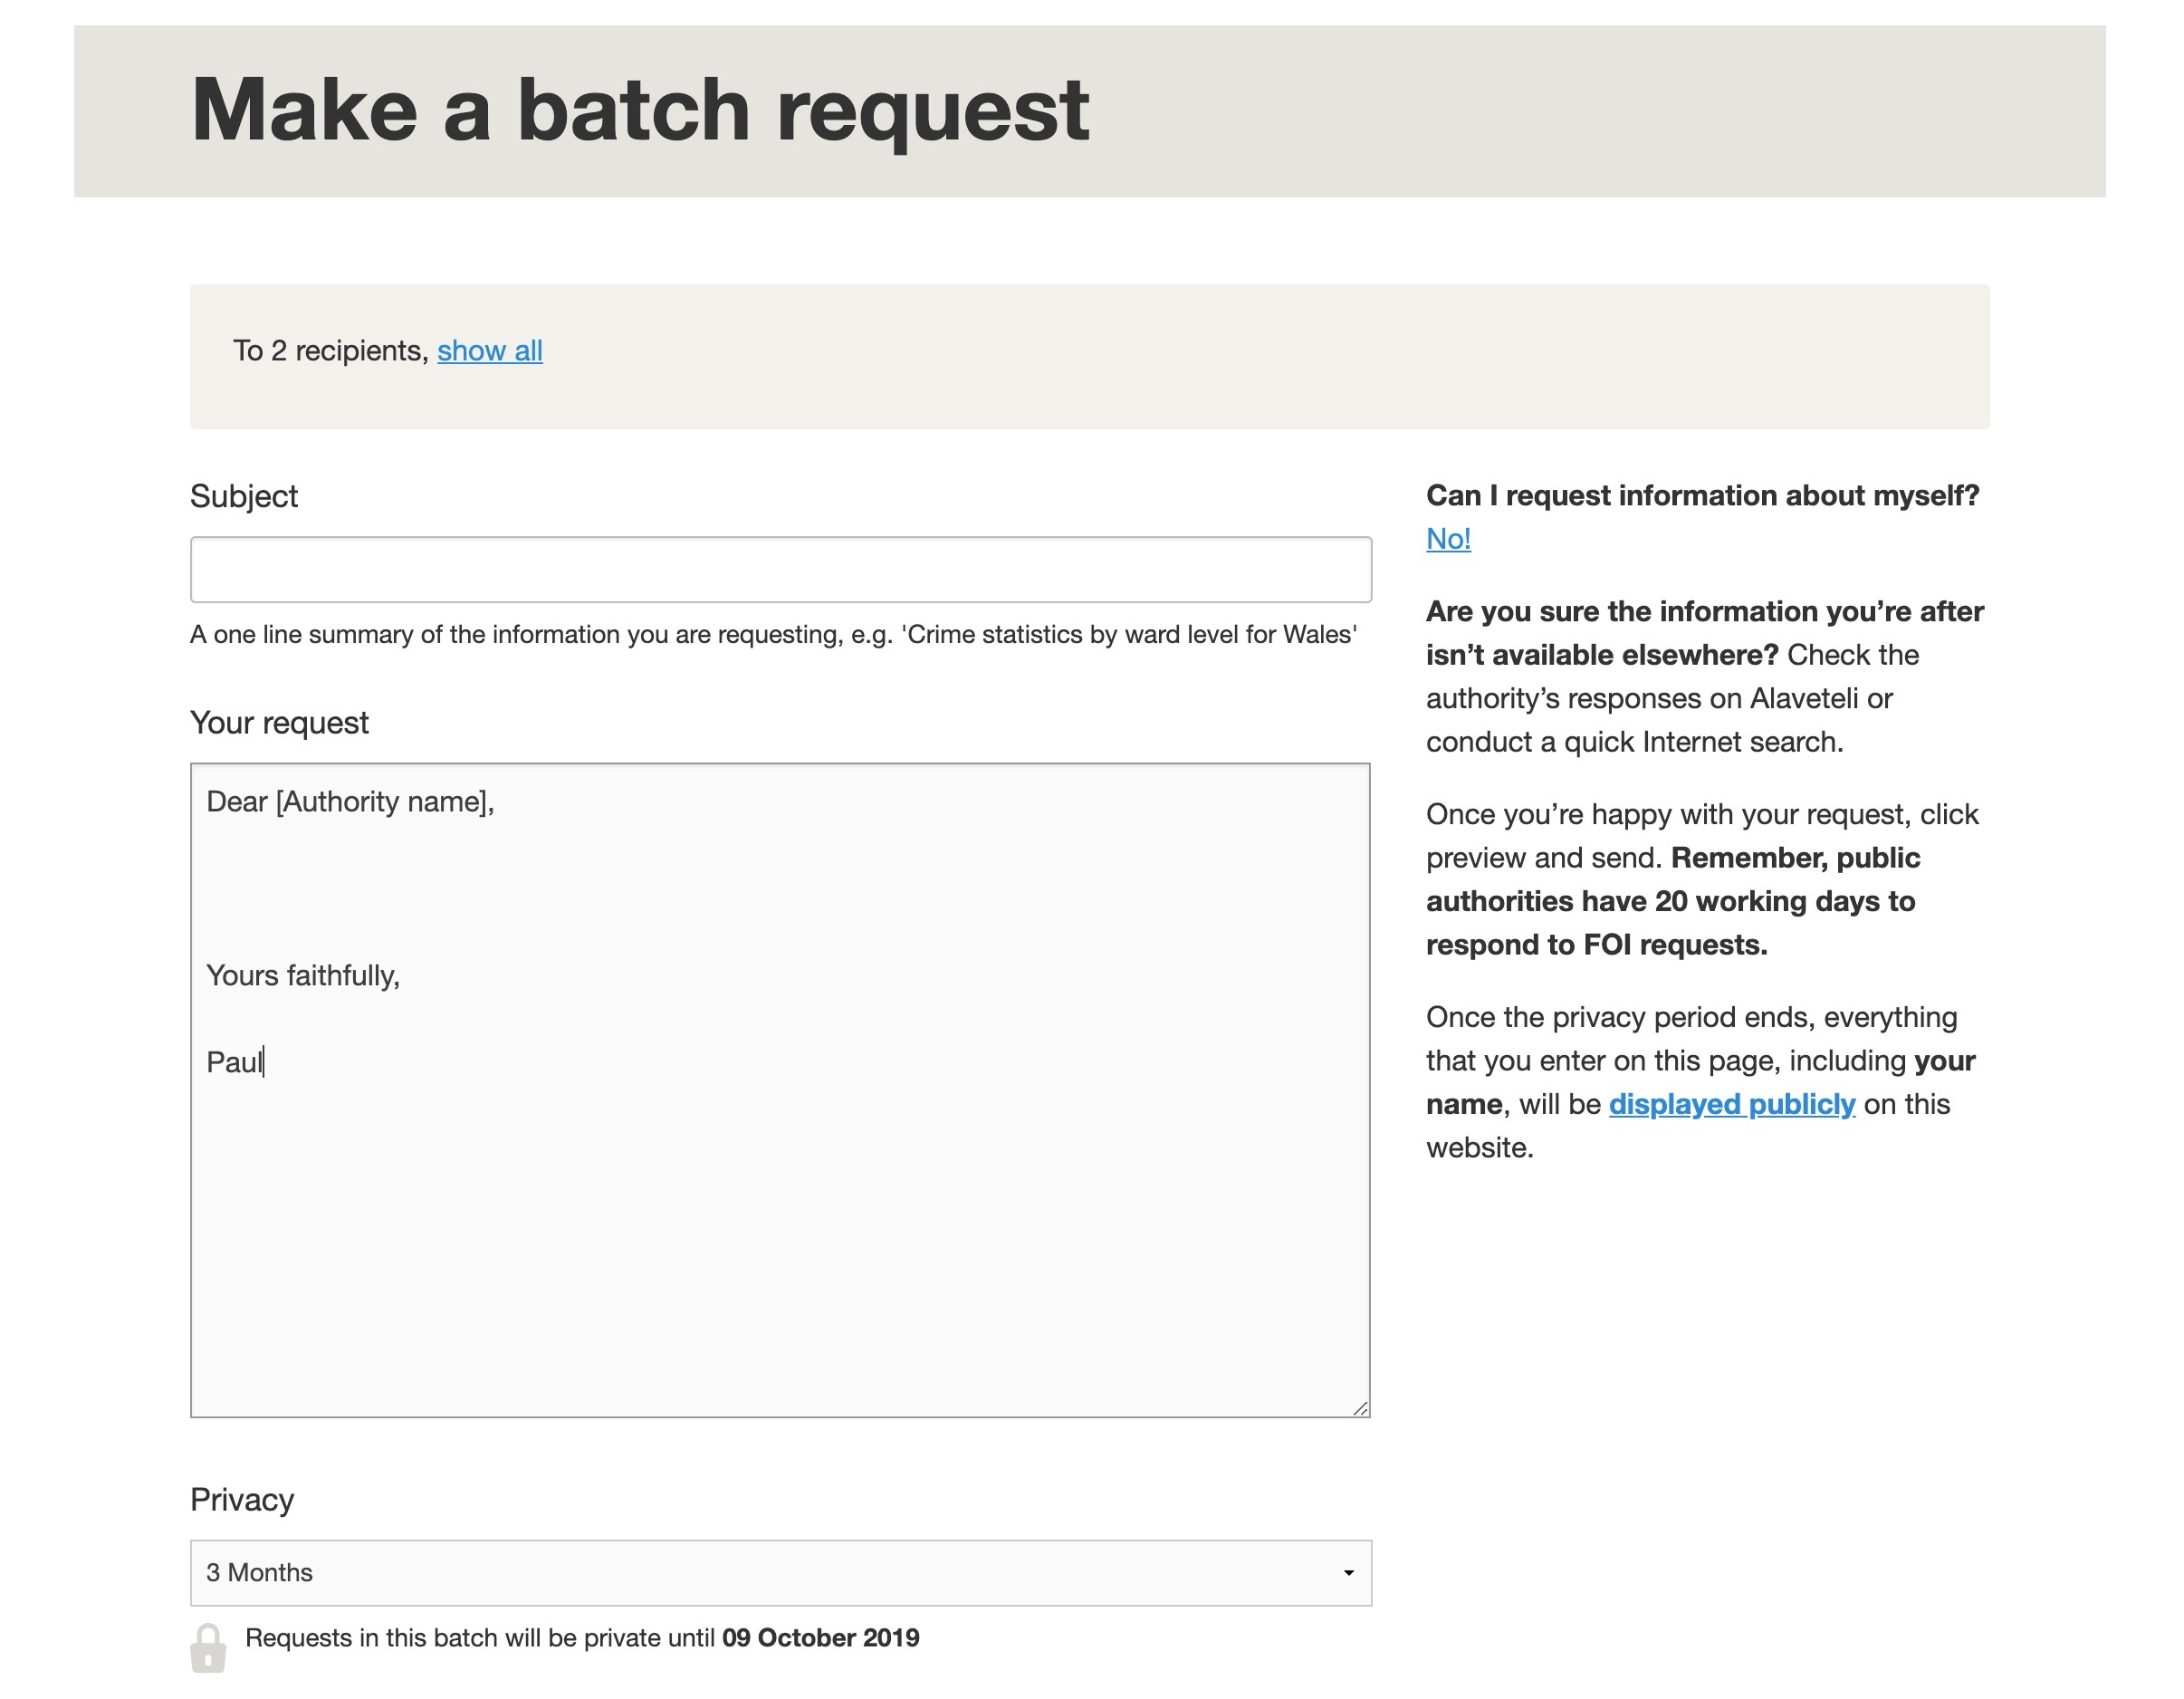 Make a batch request
To 2 recipients, show all
Subject
A one line summary of the information you are requesting, e.g. 'Crime statistics by ward level for Wales'
Your request
Dear [Authority name],
Yours faithfully,
Paul
Privacy
3 Months
Requests in this batch will be private until 09 October 2019
Can I request information about myself?
No!
Are you sure the information you’re after
isn’t available elsewhere? Check the
authority’s responses on Alaveteli or
conduct a quick Internet search.
Once you’re happy with your request, click
preview and send. Remember, public
authorities have 20 working days to
respond to FOI requests.
Once the privacy period ends, everything
that you enter on this page, including your
name, will be displayed publicly on this
website.